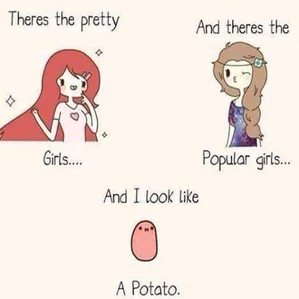 Theres the pretty
Girls....
And theres the
Popular girls...
And I look like
A Potato.